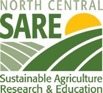 NORTH CENTRAL
SARE
Sustainable Agriculture
Research & Education